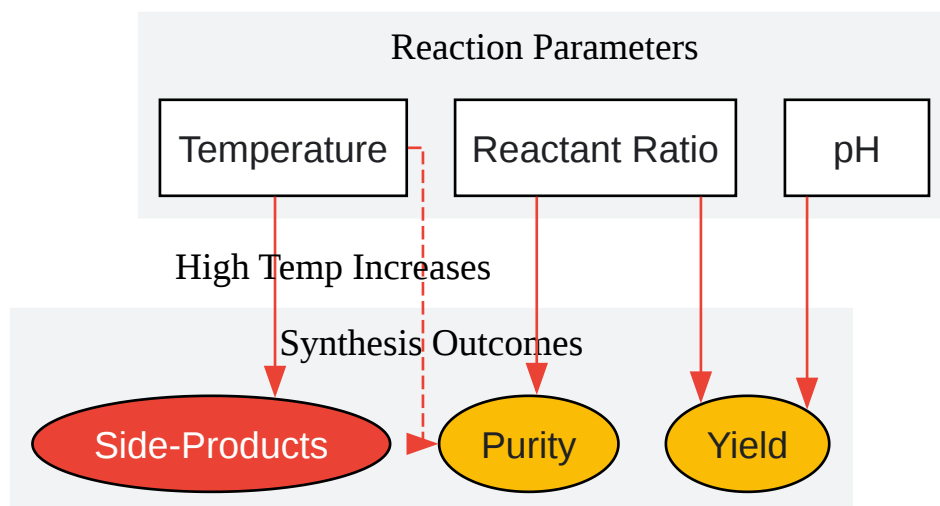 Reaction Parameters
Temperature
Reactant Ratio
pH
High Temp Increases
Synthesis Outcomes
Side-Products
Purity
Yield